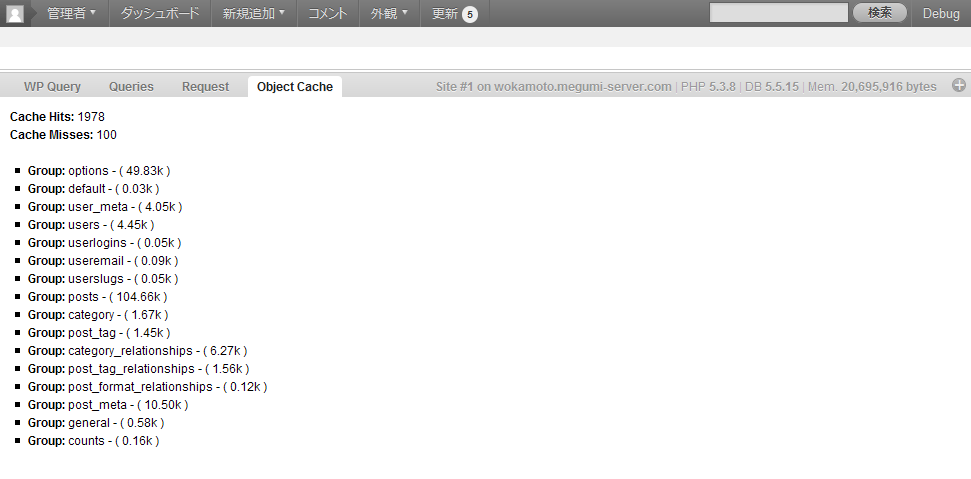 管理者 ダッシュボード 新規追加 コメント 外観 更新 5 検索 Debug
WP Query Queries Request Object Cache Site #1 on wokamoto.megumi-server.com | PHP 5.3.8 | DB 5.5.15 | Mem. 20,695,916 bytes
Cache Hits: 1978
Cache Misses: 100
Group: options - ( 49.83k )
Group: default - ( 0.03k )
Group: user_meta - ( 4.05k )
Group: users - ( 4.45k )
Group: userlogins - ( 0.05k )
Group: useremail - ( 0.09k )
Group: userslugs - ( 0.05k )
Group: posts - ( 104.66k )
Group: category - ( 1.67k )
Group: post_tag - ( 1.45k )
Group: category_relationships - ( 6.27k )
Group: post_tag_relationships - ( 1.56k )
Group: post_format_relationships - ( 0.12k )
Group: post_meta - ( 10.50k )
Group: general - ( 0.58k )
Group: counts - ( 0.16k )